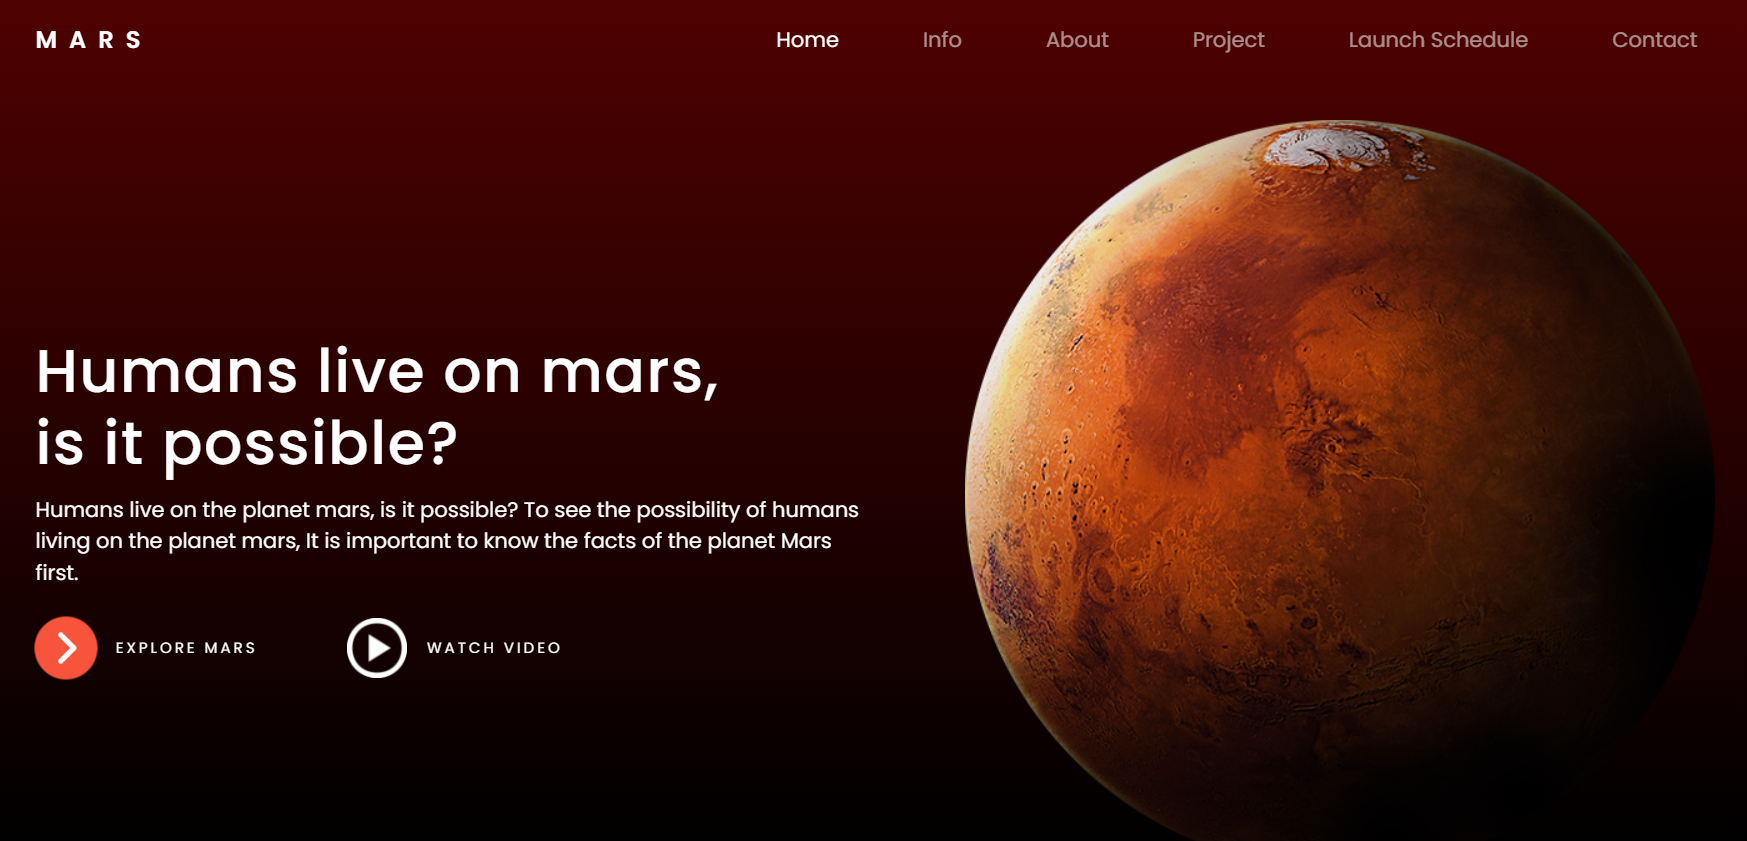 MARS
Home Info About Project Launch Schedule Contact
Humans live on mars,
is it possible?
Humans live on the planet mars, is it possible? To see the possibility of humans
living on the planet mars, It is important to know the facts of the planet Mars
first.
EXPLORE MARS WATCH VIDEO